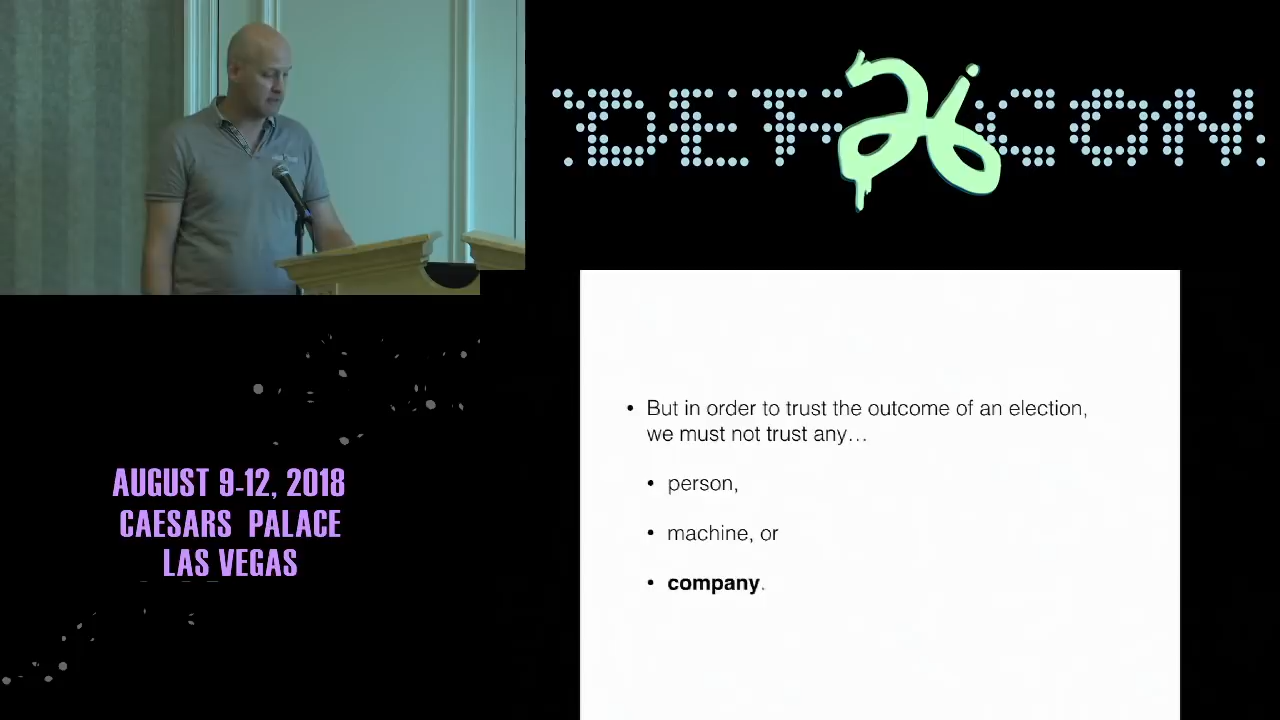 DEF 26 CON
AUGUST 9-12, 2018
CAESARS PALACE
LAS VEGAS
• But in order to trust the outcome of an election,
we must not trust any…
• person,
• machine, or
• company.